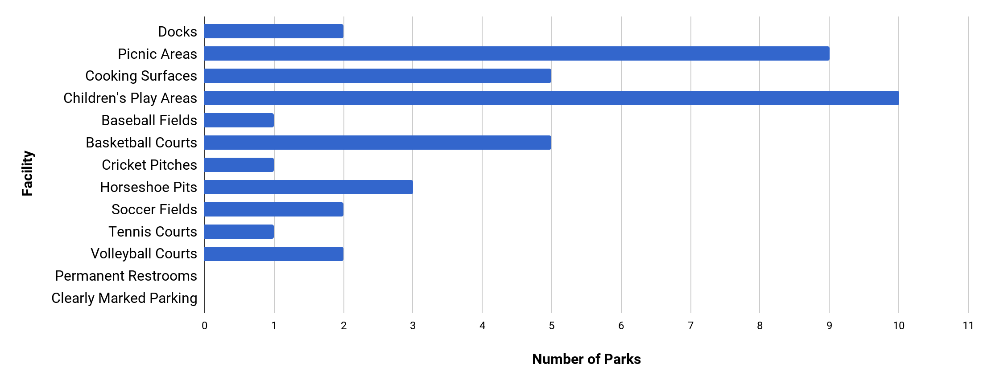 Docks
Picnic Areas
Cooking Surfaces
Children's Play Areas
Baseball Fields
Basketball Courts
Cricket Pitches
Horseshoe Pits
Soccer Fields
Tennis Courts
Volleyball Courts
Permanent Restrooms
Clearly Marked Parking
Facility
0 1 2 3 4 5 6 7 8 9 10 11
Number of Parks